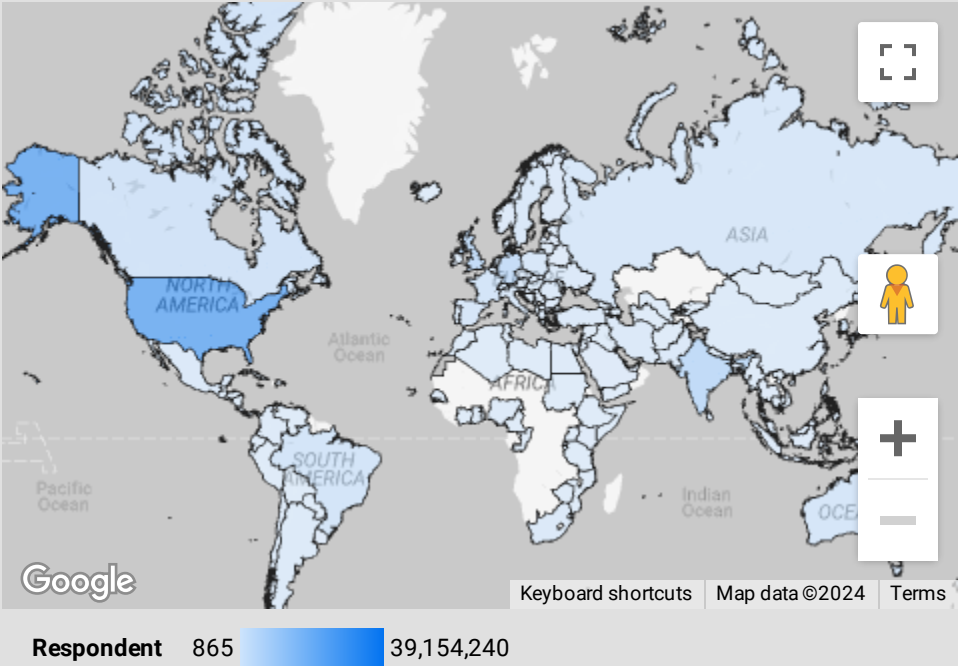 ASIA
NORTH
AMERICA
Atlantic
Ocean
AFRICA
SOUTH
AMERICA
Pacific
Ocean
Indian
Ocean
OCEA
Google
Keyboard shortcuts
Map data ©2024
Terms
Respondent 865 39,154,240